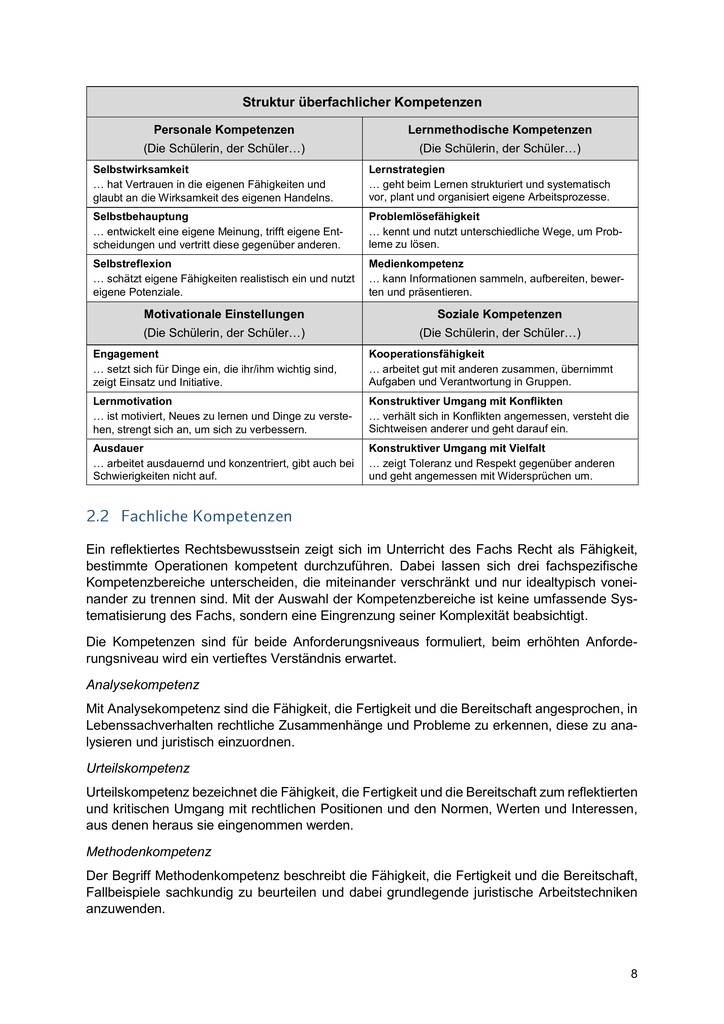 Struktur überfachlicher Kompetenzen
Personale Kompetenzen
(Die Schülerin, der Schüler…)
Lernmethodische Kompetenzen
(Die Schülerin, der Schüler…)
Selbstwirksamkeit
… hat Vertrauen in die eigenen Fähigkeiten und
glaubt an die Wirksamkeit des eigenen Handelns.
Lernstrategien
… geht beim Lernen strukturiert und systematisch
vor, plant und organisiert eigene Arbeitsprozesse.
Selbstbehauptung
… entwickelt eine eigene Meinung, trifft eigene Ent-
scheidungen und vertritt diese gegenüber anderen.
Problemlösefähigkeit
… kennt und nutzt unterschiedliche Wege, um Prob-
leme zu lösen.
Selbstreflexion
… schätzt eigene Fähigkeiten realistisch ein und nutzt
eigene Potenziale.
Medienkompetenz
… kann Informationen sammeln, aufbereiten, bewer-
ten und präsentieren.
Motivationale Einstellungen
(Die Schülerin, der Schüler…)
Soziale Kompetenzen
(Die Schülerin, der Schüler…)
Engagement
… setzt sich für Dinge ein, die ihr/ihm wichtig sind,
zeigt Einsatz und Initiative.
Kooperationsfähigkeit
… arbeitet gut mit anderen zusammen, übernimmt
Aufgaben und Verantwortung in Gruppen.
Lernmotivation
… ist motiviert, Neues zu lernen und Dinge zu verste-
hen, strengt sich an, um sich zu verbessern.
Konstruktiver Umgang mit Konflikten
… verhält sich in Konflikten angemessen, versteht die
Sichtweisen anderer und geht darauf ein.
Ausdauer
… arbeitet ausdauernd und konzentriert, gibt auch bei
Schwierigkeiten nicht auf.
Konstruktiver Umgang mit Vielfalt
… zeigt Toleranz und Respekt gegenüber anderen
und geht angemessen mit Widersprüchen um.
2.2 Fachliche Kompetenzen
Ein reflektiertes Rechtsbewusstsein zeigt sich im Unterricht des Fachs Recht als Fähigkeit,
bestimmte Operationen kompetent durchzuführen. Dabei lassen sich drei fachspezifische
Kompetenzbereiche unterscheiden, die miteinander verschränkt und nur idealtypisch vonei-
nander zu trennen sind. Mit der Auswahl der Kompetenzbereiche ist keine umfassende Sys-
tematisierung des Fachs, sondern eine Eingrenzung seiner Komplexität beabsichtigt.
Die Kompetenzen sind für beide Anforderungsniveaus formuliert, beim erhöhten Anforde-
rungsniveau wird ein vertieftes Verständnis erwartet.
Analysekompetenz
Mit Analysekompetenz sind die Fähigkeit, die Fertigkeit und die Bereitschaft angesprochen, in
Lebenssachverhalten rechtliche Zusammenhänge und Probleme zu erkennen, diese zu ana-
lysieren und juristisch einzuordnen.
Urteilskompetenz
Urteilskompetenz bezeichnet die Fähigkeit, die Fertigkeit und die Bereitschaft zum reflektierten
und kritischen Umgang mit rechtlichen Positionen und den Normen, Werten und Interessen,
aus denen heraus sie eingenommen werden.
Methodenkompetenz
Der Begriff Methodenkompetenz beschreibt die Fähigkeit, die Fertigkeit und die Bereitschaft,
Fallbeispiele sachkundig zu beurteilen und dabei grundlegende juristische Arbeitstechniken
anzuwenden.
8